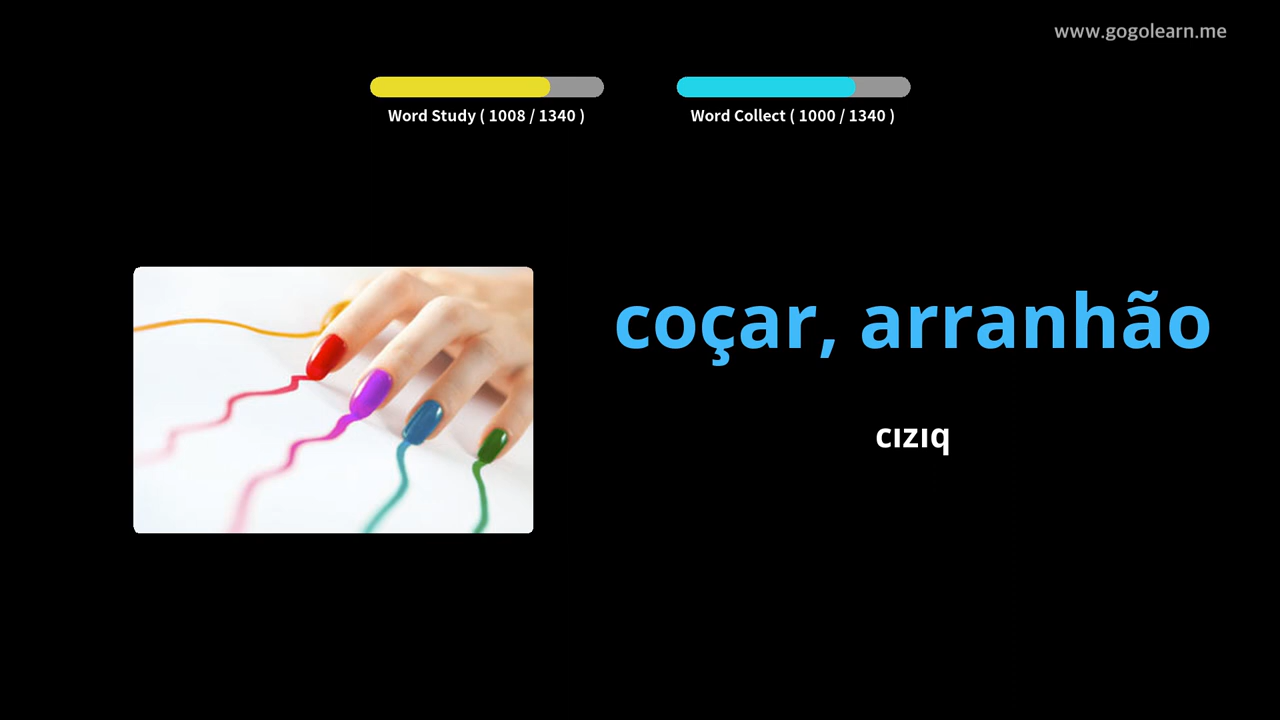 www.gogolearn.me
Word Study ( 1008 / 1340 )
Word Collect ( 1000 / 1340 )
coçar, arranhão
cızıq